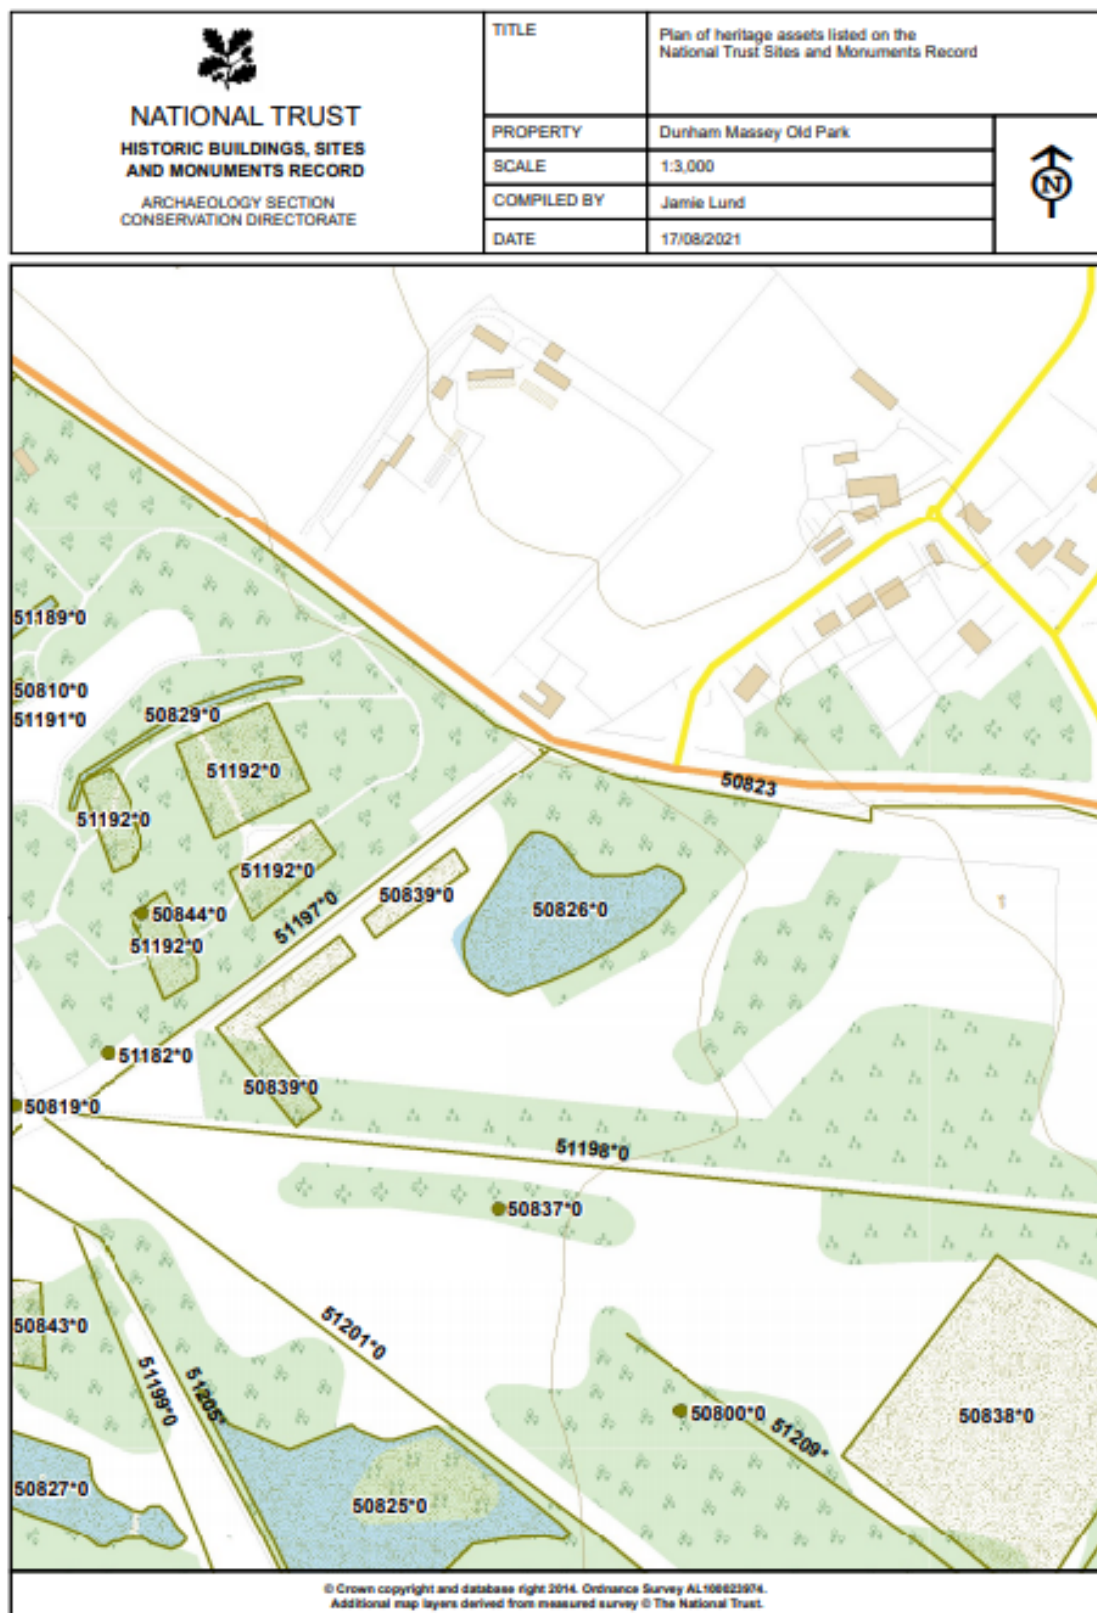 NATIONAL TRUST
HISTORIC BUILDINGS, SITES
AND MONUMENTS RECORD
ARCHAEOLOGY SECTION
CONSERVATION DIRECTORATE
TITLE
Plan of heritage assets listed on the
National Trust Sites and Monuments Record
PROPERTY
Dunham Massey Old Park
SCALE
1:3,000
COMPILED BY
Jamie Lund
DATE
17/08/2021
N
51189*0
50810*0
51191*0
50829*0
51192*0
51192*0
50823
51192*0
50839*0
50826*0
50844*0
51197*0
51192*0
51182*0
50839*0
50819*0
51198*0
50837*0
50843*0
51201*0
51199*0
51205*
50800*0
50838*0
51209*
50827*0
50825*0
© Crown copyright and database right 2014. Ordnance Survey AL100023974.
Additional map layers derived from measured survey © The National Trust.